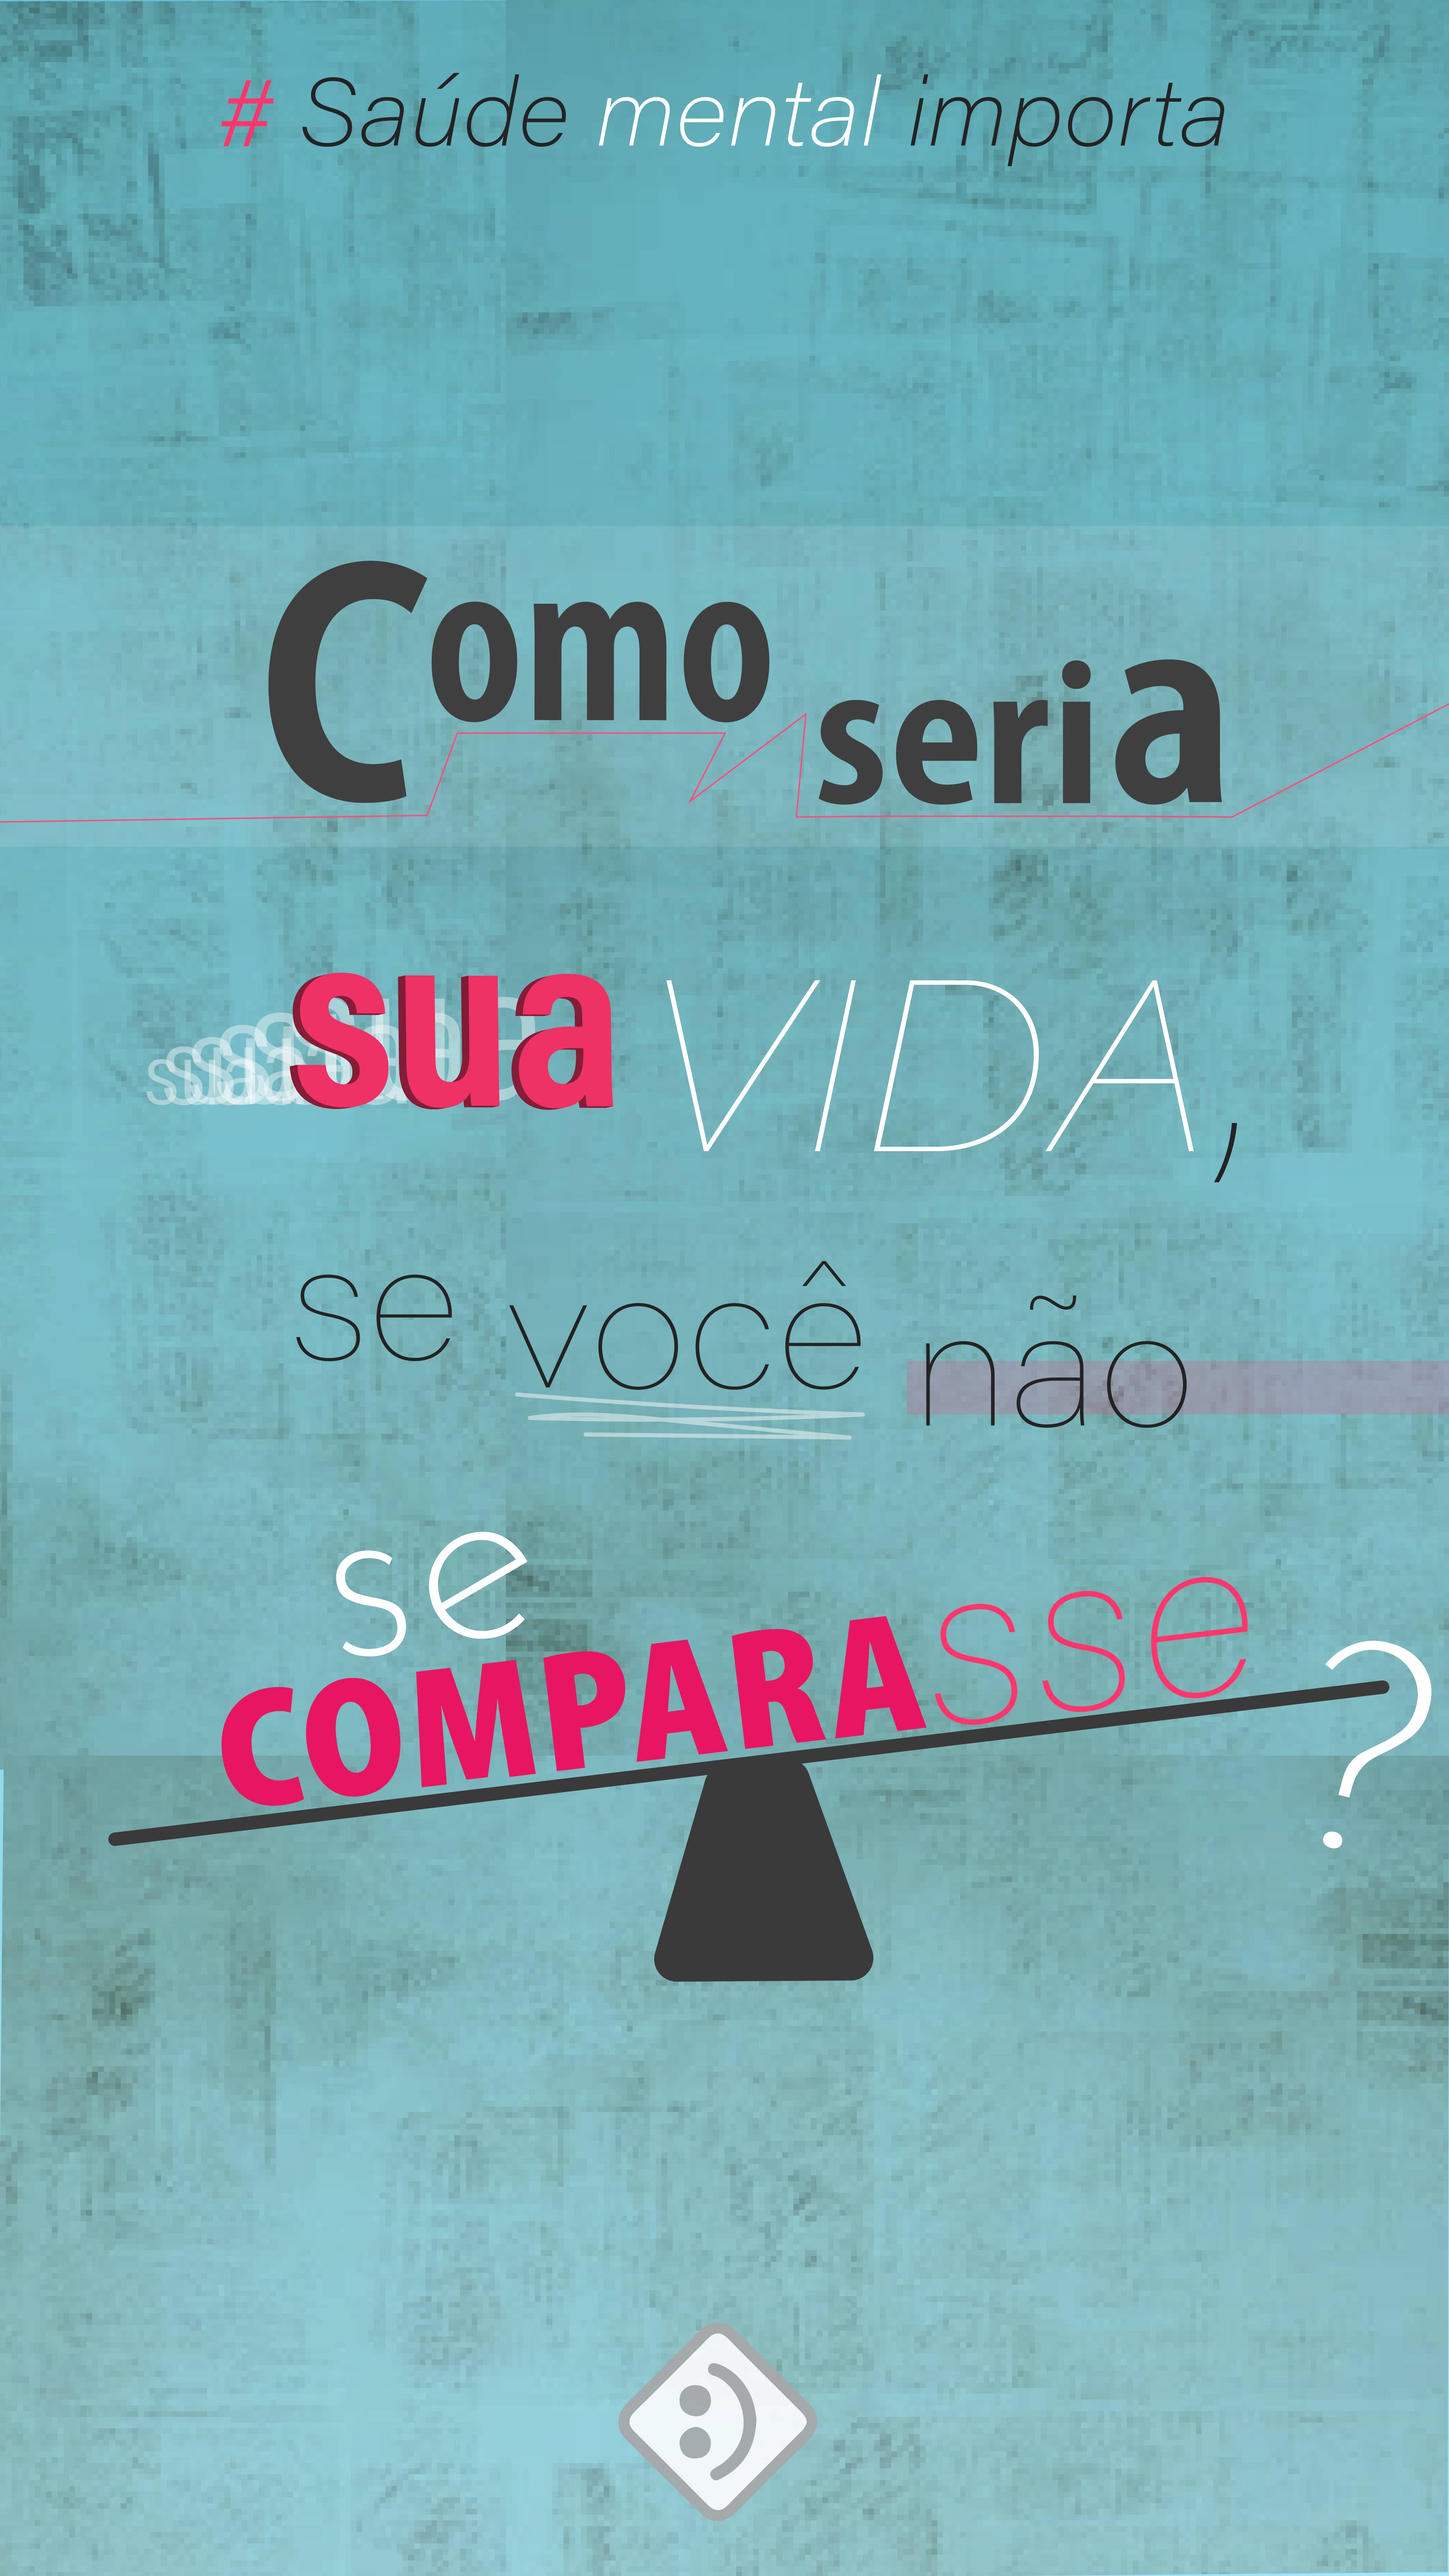 # Saúde mental importa
Como seria
sua VIDA,
se você não
se
COMPARAsse?
:)